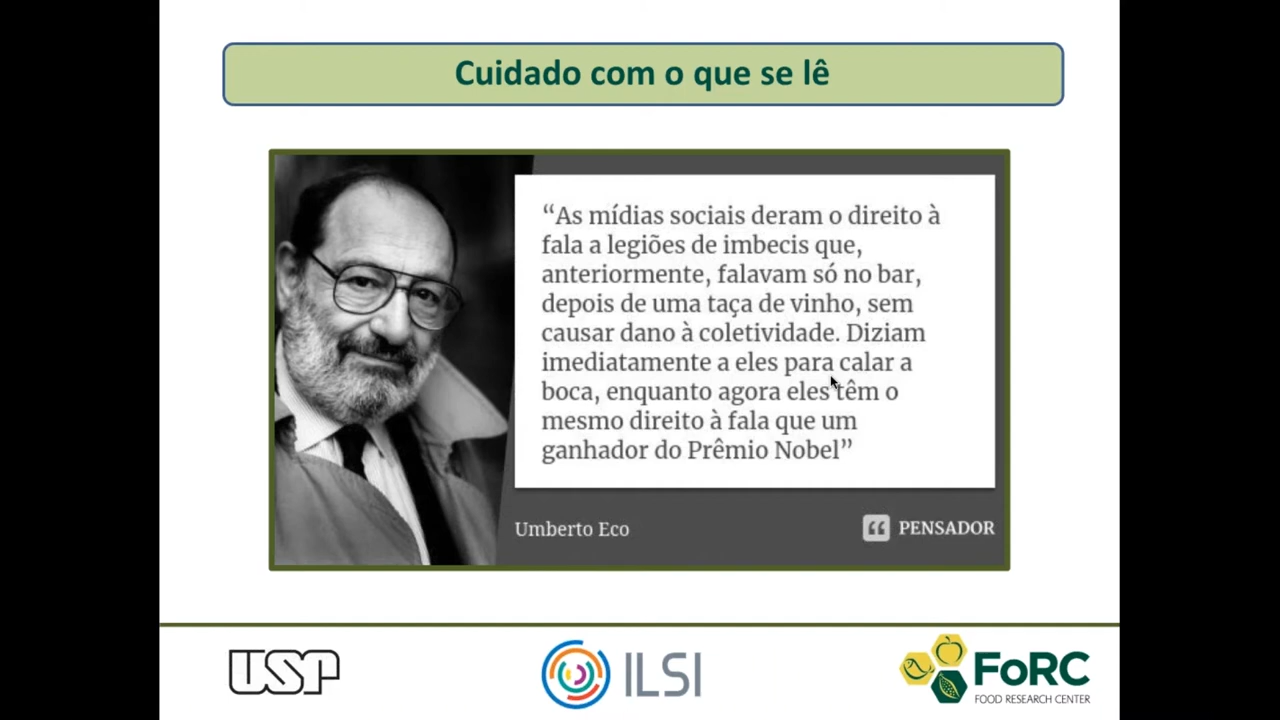 Cuidado com o que se lê
“As mídias sociais deram o direito à
fala a legiões de imbecis que,
anteriormente, falavam só no bar,
depois de uma taça de vinho, sem
causar dano à coletividade. Diziam
imediatamente a eles para calar a
boca, enquanto agora eles têm o
mesmo direito à fala que um
ganhador do Prêmio Nobel”
Umberto Eco
PENSADOR
USP
ILSI
FoRC
FOOD RESEARCH CENTER